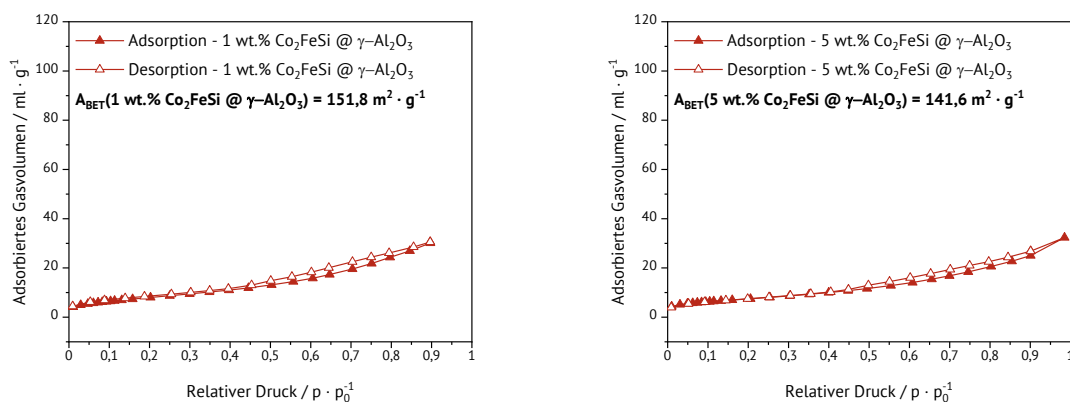 Adsorbiertes Gasvolumen / ml · g⁻¹
120
100
80
60
40
20
0
Adsorption - 1 wt.% Co₂FeSi @ γ–Al₂O₃
Desorption - 1 wt.% Co₂FeSi @ γ–Al₂O₃
A_BET(1 wt.% Co₂FeSi @ γ–Al₂O₃) = 151,8 m² · g⁻¹
0 0,1 0,2 0,3 0,4 0,5 0,6 0,7 0,8 0,9 1
Relativer Druck / p · p₀⁻¹
Adsorbiertes Gasvolumen / ml · g⁻¹
120
100
80
60
40
20
0
Adsorption - 5 wt.% Co₂FeSi @ γ–Al₂O₃
Desorption - 5 wt.% Co₂FeSi @ γ–Al₂O₃
A_BET(5 wt.% Co₂FeSi @ γ–Al₂O₃) = 141,6 m² · g⁻¹
0 0,1 0,2 0,3 0,4 0,5 0,6 0,7 0,8 0,9 1
Relativer Druck / p · p₀⁻¹